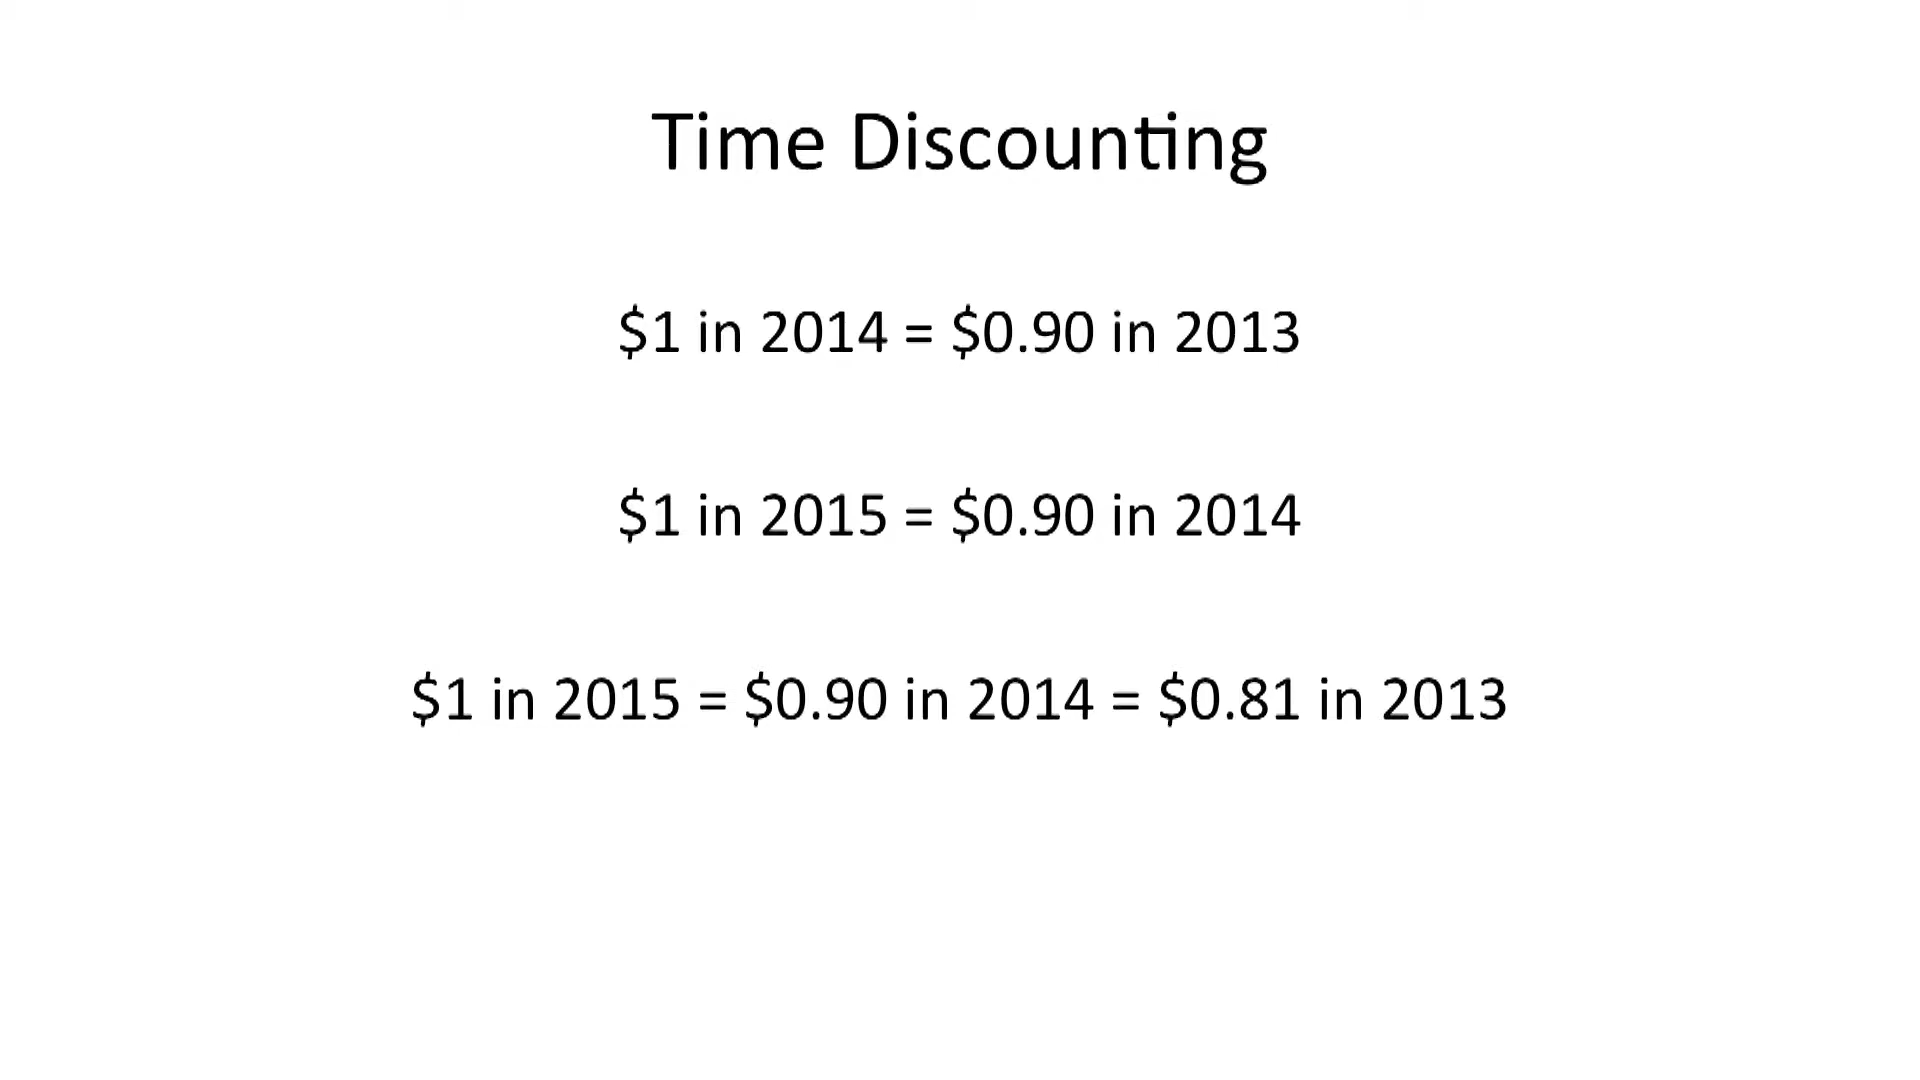 Time Discounting
$1 in 2014 = $0.90 in 2013
$1 in 2015 = $0.90 in 2014
$1 in 2015 = $0.90 in 2014 = $0.81 in 2013